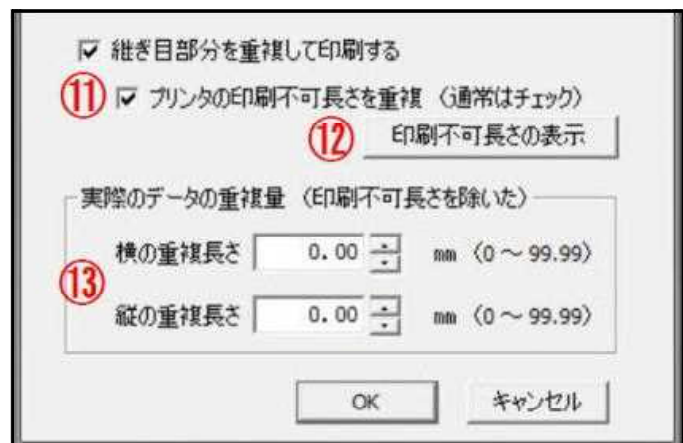 継ぎ目部分を重複して印刷する
⑪ プリンタの印刷不可長さを重複 (通常はチェック)
⑫ 印刷不可長さの表示
実際のデータの重複量 (印刷不可長さを除いた)
横の重複長さ 0.00 mm (0～99.99)
⑬
縦の重複長さ 0.00 mm (0～99.99)
OK キャンセル